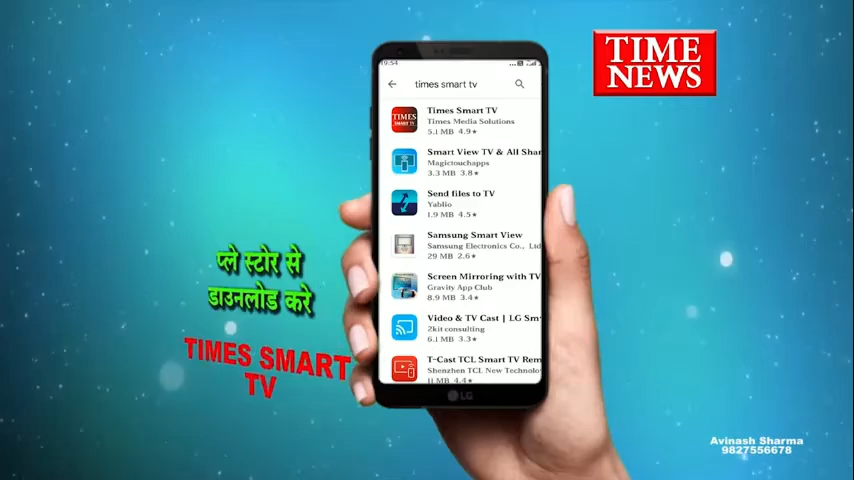 TIME
NEWS
19:54
times smart tv
TIMES
SMART TV
Times Smart TV
Times Media Solutions
5.1 MB 4.9★
Smart View TV & All Shar
Magictouchapps
3.3 MB 3.8★
Send files to TV
Yablio
1.9 MB 4.5★
Samsung Smart View
Samsung Electronics Co., Ltd
29 MB 2.6★
Screen Mirroring with TV
Gravity App Club
8.9 MB 3.4★
Video & TV Cast | LG Sm
2kit consulting
6.1 MB 3.3★
T-Cast TCL Smart TV Rem
Shenzhen TCL New Technolo
11 MB 4.4★
LG
प्ले स्टोर से
डाउनलोड करे
TIMES SMART
TV
Avinash Sharma
9827556678